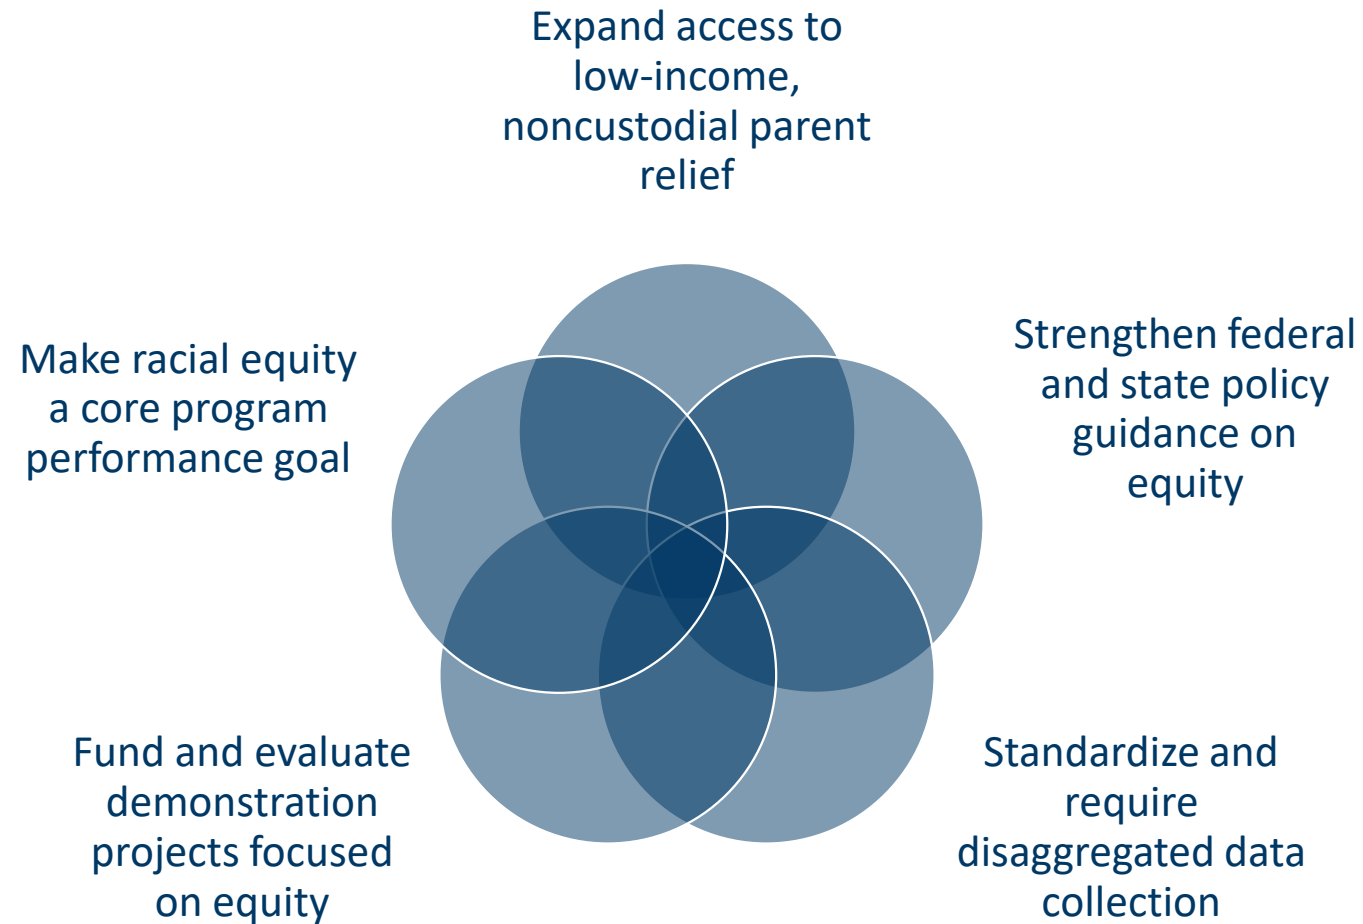 Expand access to
low-income,
noncustodial parent
relief
Strengthen federal
and state policy
guidance on
equity
Standardize and
require
disaggregated data
collection
Fund and evaluate
demonstration
projects focused
on equity
Make racial equity
a core program
performance goal